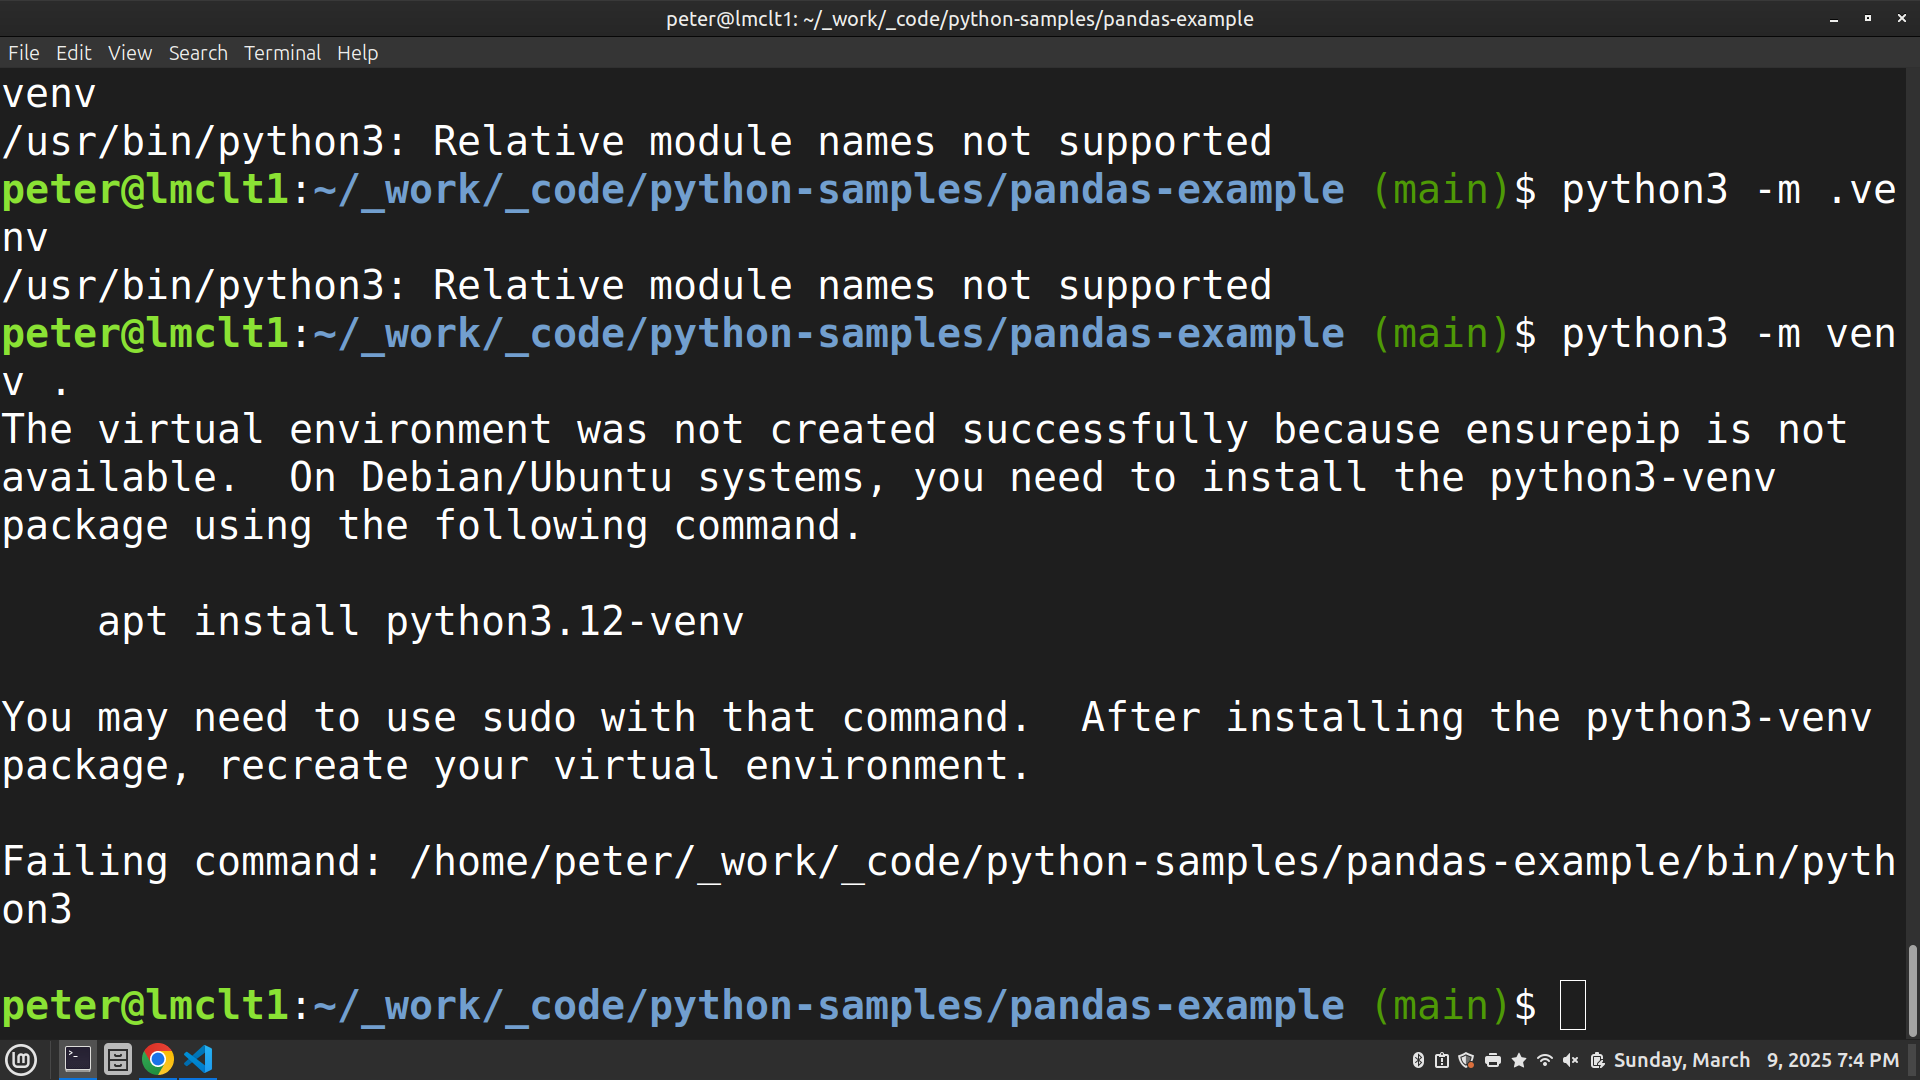 peter@lmclt1: ~/_work/_code/python-samples/pandas-example
File Edit View Search Terminal Help
venv
/usr/bin/python3: Relative module names not supported
peter@lmclt1:~/_work/_code/python-samples/pandas-example (main)$ python3 -m .ve
nv
/usr/bin/python3: Relative module names not supported
peter@lmclt1:~/_work/_code/python-samples/pandas-example (main)$ python3 -m ven
v .
The virtual environment was not created successfully because ensurepip is not
available.  On Debian/Ubuntu systems, you need to install the python3-venv
package using the following command.
    apt install python3.12-venv
You may need to use sudo with that command.  After installing the python3-venv
package, recreate your virtual environment.
Failing command: /home/peter/_work/_code/python-samples/pandas-example/bin/pyth
on3
peter@lmclt1:~/_work/_code/python-samples/pandas-example (main)$
Sunday, March  9, 2025 7:4 PM